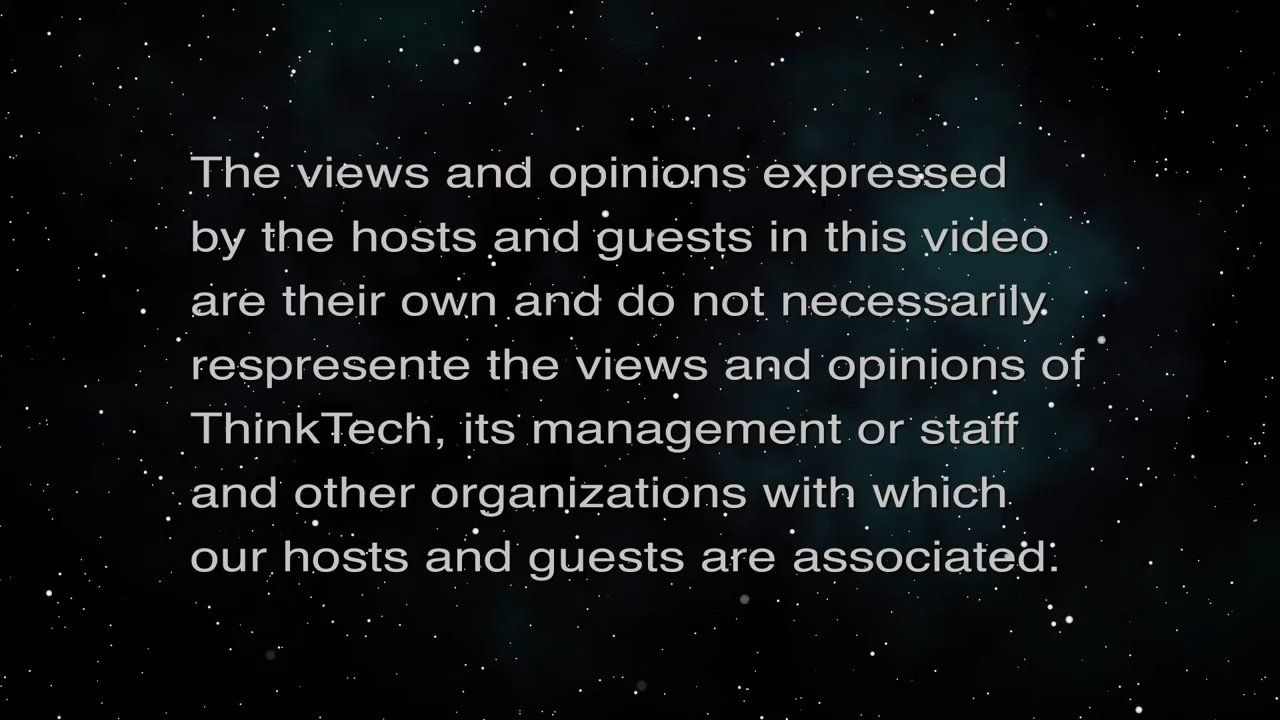 The views and opinions expressed
by the hosts and guests in this video
are their own and do not necessarily
respresente the views and opinions of
ThinkTech, its management or staff
and other organizations with which
our hosts and guests are associated.